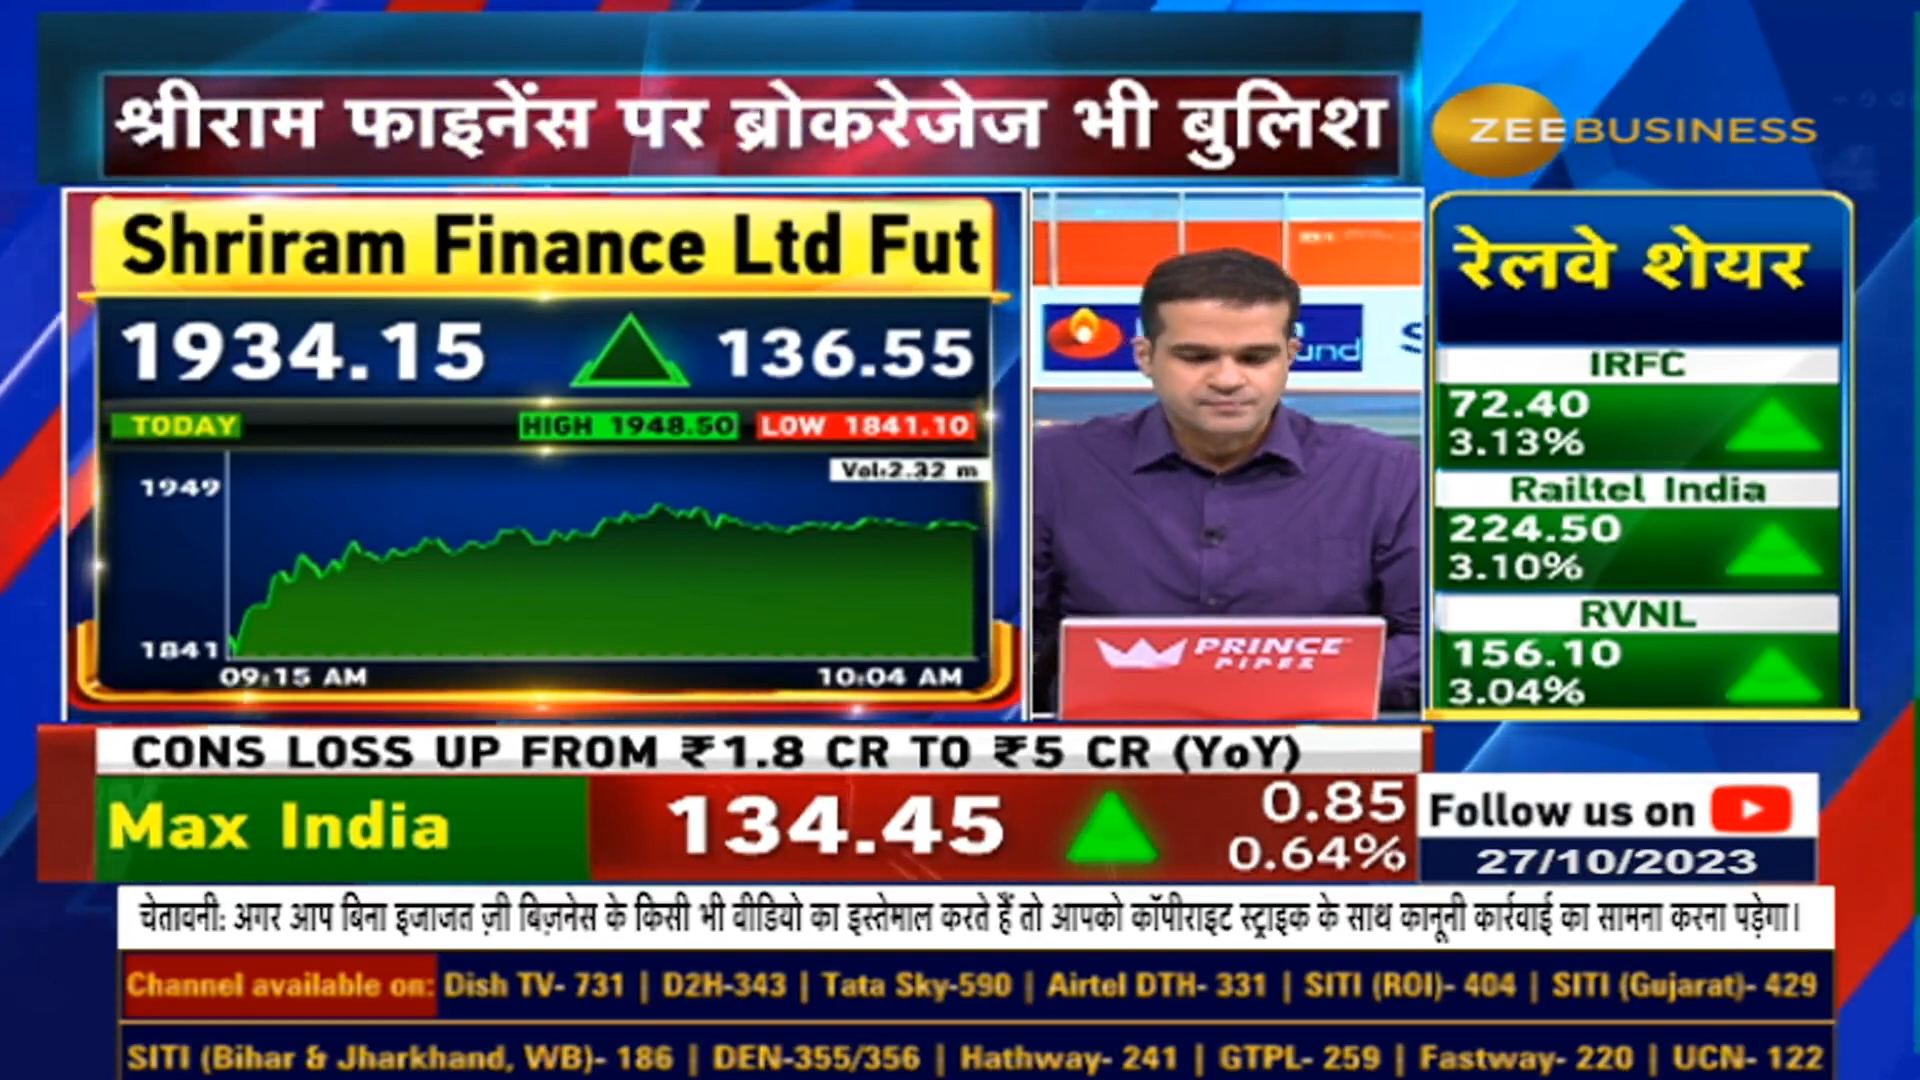 श्रीराम फाइनेंस पर ब्रोकरेजेज भी बुलिश
ZEEBUSINESS
Shriram Finance Ltd Fut
1934.15 136.55
TODAY HIGH 1948.50 LOW 1841.10
Vol:2.32 m
1949
1841
09:15 AM 10:04 AM
und
PRINCE
PIPES
रेलवे शेयर
IRFC
72.40
3.13%
Railtel India
224.50
3.10%
RVNL
156.10
3.04%
CONS LOSS UP FROM ₹1.8 CR TO ₹5 CR (YoY)
Max India 134.45 0.85
0.64%
Follow us on
27/10/2023
चेतावनी: अगर आप बिना इजाजत ज़ी बिज़नेस के किसी भी वीडियो का इस्तेमाल करते हैं तो आपको कॉपीराइट स्ट्राइक के साथ कानूनी कार्रवाई का सामना करना पड़ेगा।
Channel available on: Dish TV- 731 | D2H-343 | Tata Sky-590 | Airtel DTH- 331 | SITI (ROI)- 404 | SITI (Gujarat)- 429
SITI (Bihar & Jharkhand, WB)- 186 | DEN-355/356 | Hathway- 241 | GTPL- 259 | Fastway- 220 | UCN- 122